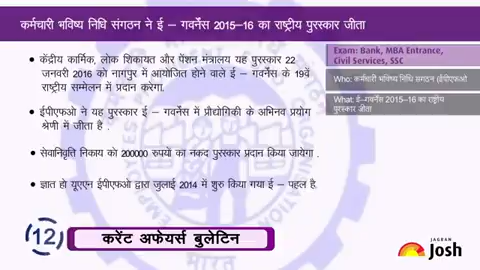 कर्मचारी भविष्य निधि संगठन ने ई – गवर्नेंस 2015–16 का राष्ट्रीय पुरस्कार जीता
• केंद्रीय कार्मिक, लोक शिकायत और पेंशन मंत्रालय यह पुरस्कार 22
जनवरी 2016 को नागपुर में आयोजित होने वाले ई – गवर्नेंस के 19वें
राष्ट्रीय सम्मेलन में प्रदान करेगा.
• ईपीएफओ ने यह पुरस्कार ई – गवर्नेंस में प्रौद्योगिकी के अभिनव प्रयोग
श्रेणी में जीता है .
• सेवानिवृति निकाय को 200000 रुपयों का नकद पुरस्कार प्रदान किया जायेगा .
• ज्ञात हो यूएएन ईपीएफओ द्वारा जुलाई 2014 में शुरु किया गया ई – पहल है.
Exam: Bank, MBA Entrance,
Civil Services, SSC
Who: कर्मचारी भविष्य निधि संगठन (ईपीएफओ
What: ई–गवर्नेंस 2015–16 का राष्ट्रीय
पुरस्कार जीता
EMPLOYEES
भारत
12
करेंट अफेयर्स बुलेटिन
JAGRAN
Josh